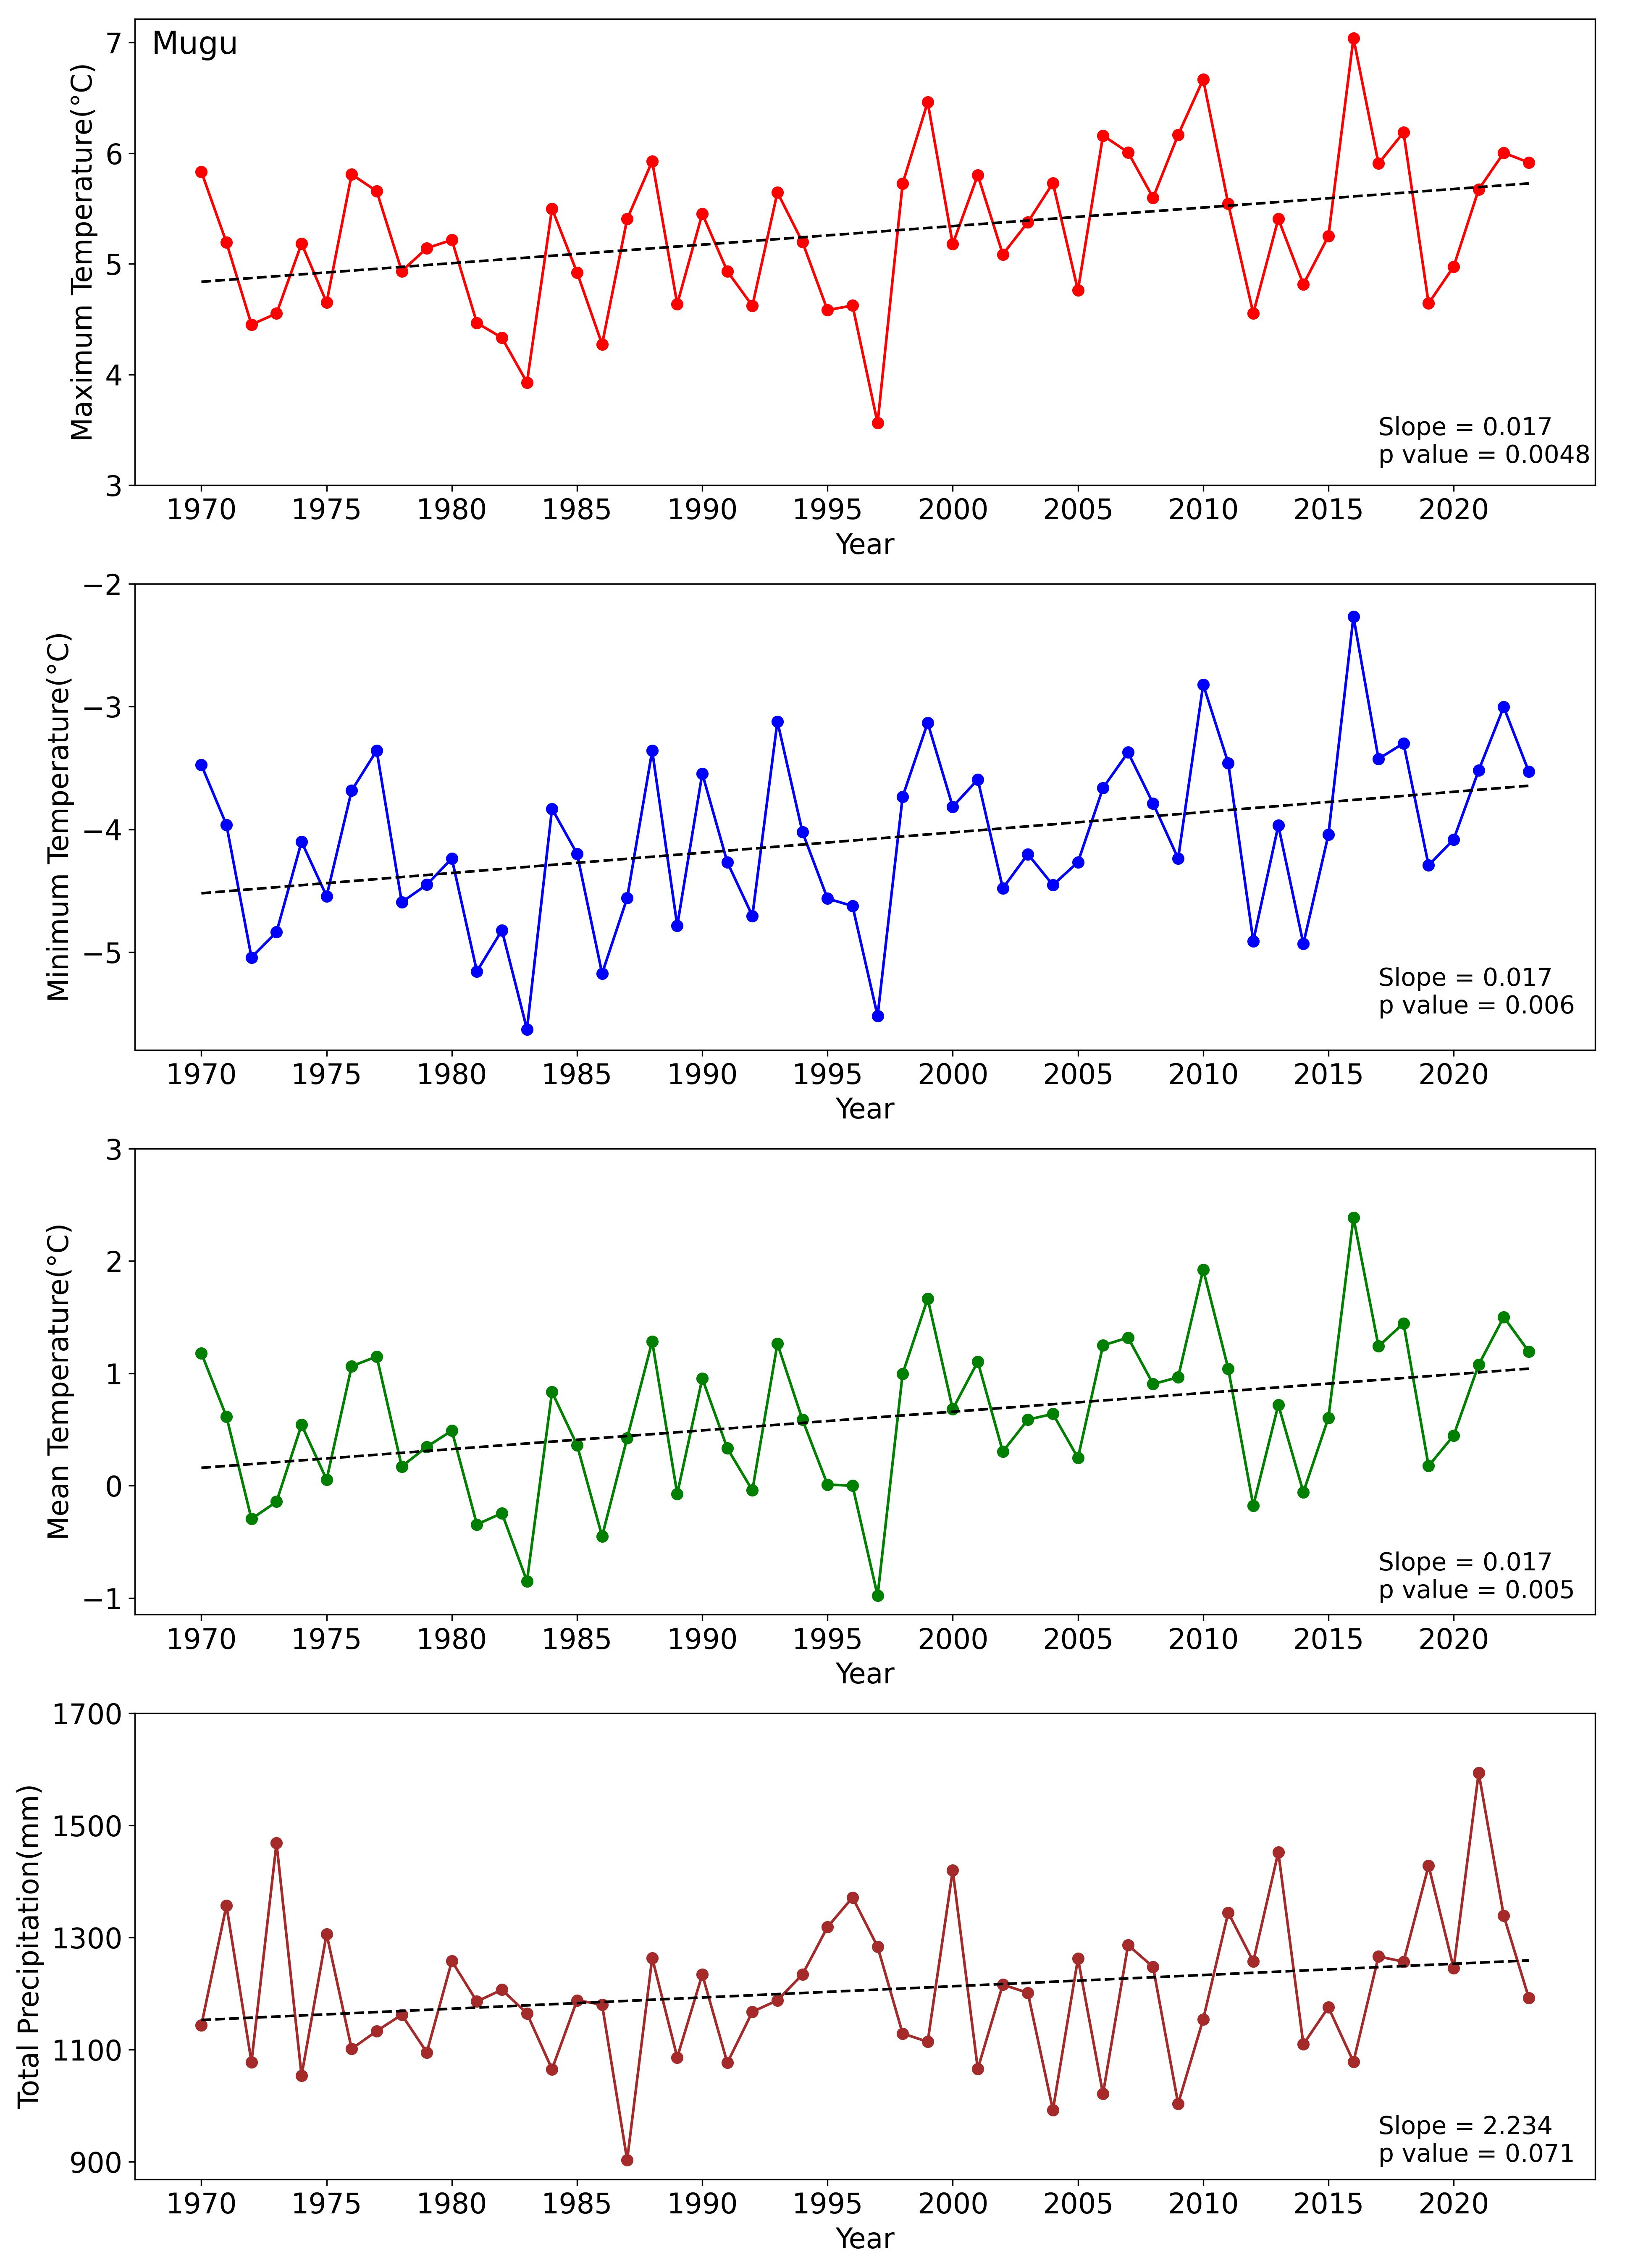 Mugu
Maximum Temperature(°C)
7
6
5
4
3
Slope = 0.017
p value = 0.0048
1970 1975 1980 1985 1990 1995 2000 2005 2010 2015 2020
Year
Minimum Temperature(°C)
−2
−3
−4
−5
Slope = 0.017
p value = 0.006
1970 1975 1980 1985 1990 1995 2000 2005 2010 2015 2020
Year
Mean Temperature(°C)
3
2
1
0
−1
Slope = 0.017
p value = 0.005
1970 1975 1980 1985 1990 1995 2000 2005 2010 2015 2020
Year
Total Precipitation(mm)
1700
1500
1300
1100
900
Slope = 2.234
p value = 0.071
1970 1975 1980 1985 1990 1995 2000 2005 2010 2015 2020
Year